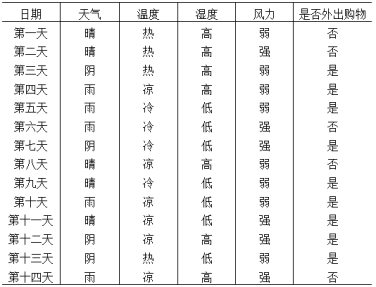 日期 天气 温度 湿度 风力 是否外出购物
第一天 晴 热 高 弱 否
第二天 晴 热 高 强 否
第三天 阴 热 高 弱 是
第四天 雨 凉 高 弱 是
第五天 雨 冷 低 弱 是
第六天 雨 冷 低 强 否
第七天 阴 冷 低 强 是
第八天 晴 凉 高 弱 否
第九天 晴 冷 低 弱 是
第十天 雨 凉 低 弱 是
第十一天 晴 凉 低 强 是
第十二天 阴 凉 高 强 是
第十三天 阴 热 低 弱 是
第十四天 雨 凉 高 强 否